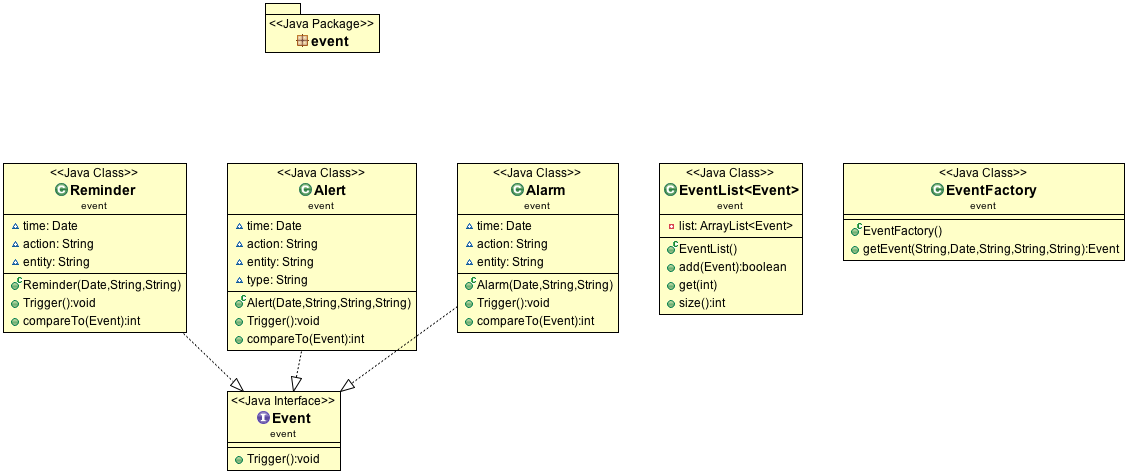 <<Java Package>>
event
<<Java Class>>
Reminder
event
time: Date
action: String
entity: String
Reminder(Date,String,String)
Trigger():void
compareTo(Event):int
<<Java Class>>
Alert
event
time: Date
action: String
entity: String
type: String
Alert(Date,String,String,String)
Trigger():void
compareTo(Event):int
<<Java Class>>
Alarm
event
time: Date
action: String
entity: String
Alarm(Date,String,String)
Trigger():void
compareTo(Event):int
<<Java Class>>
EventList<Event>
event
list: ArrayList<Event>
EventList()
add(Event):boolean
get(int)
size():int
<<Java Class>>
EventFactory
event
EventFactory()
getEvent(String,Date,String,String,String):Event
<<Java Interface>>
Event
event
Trigger():void